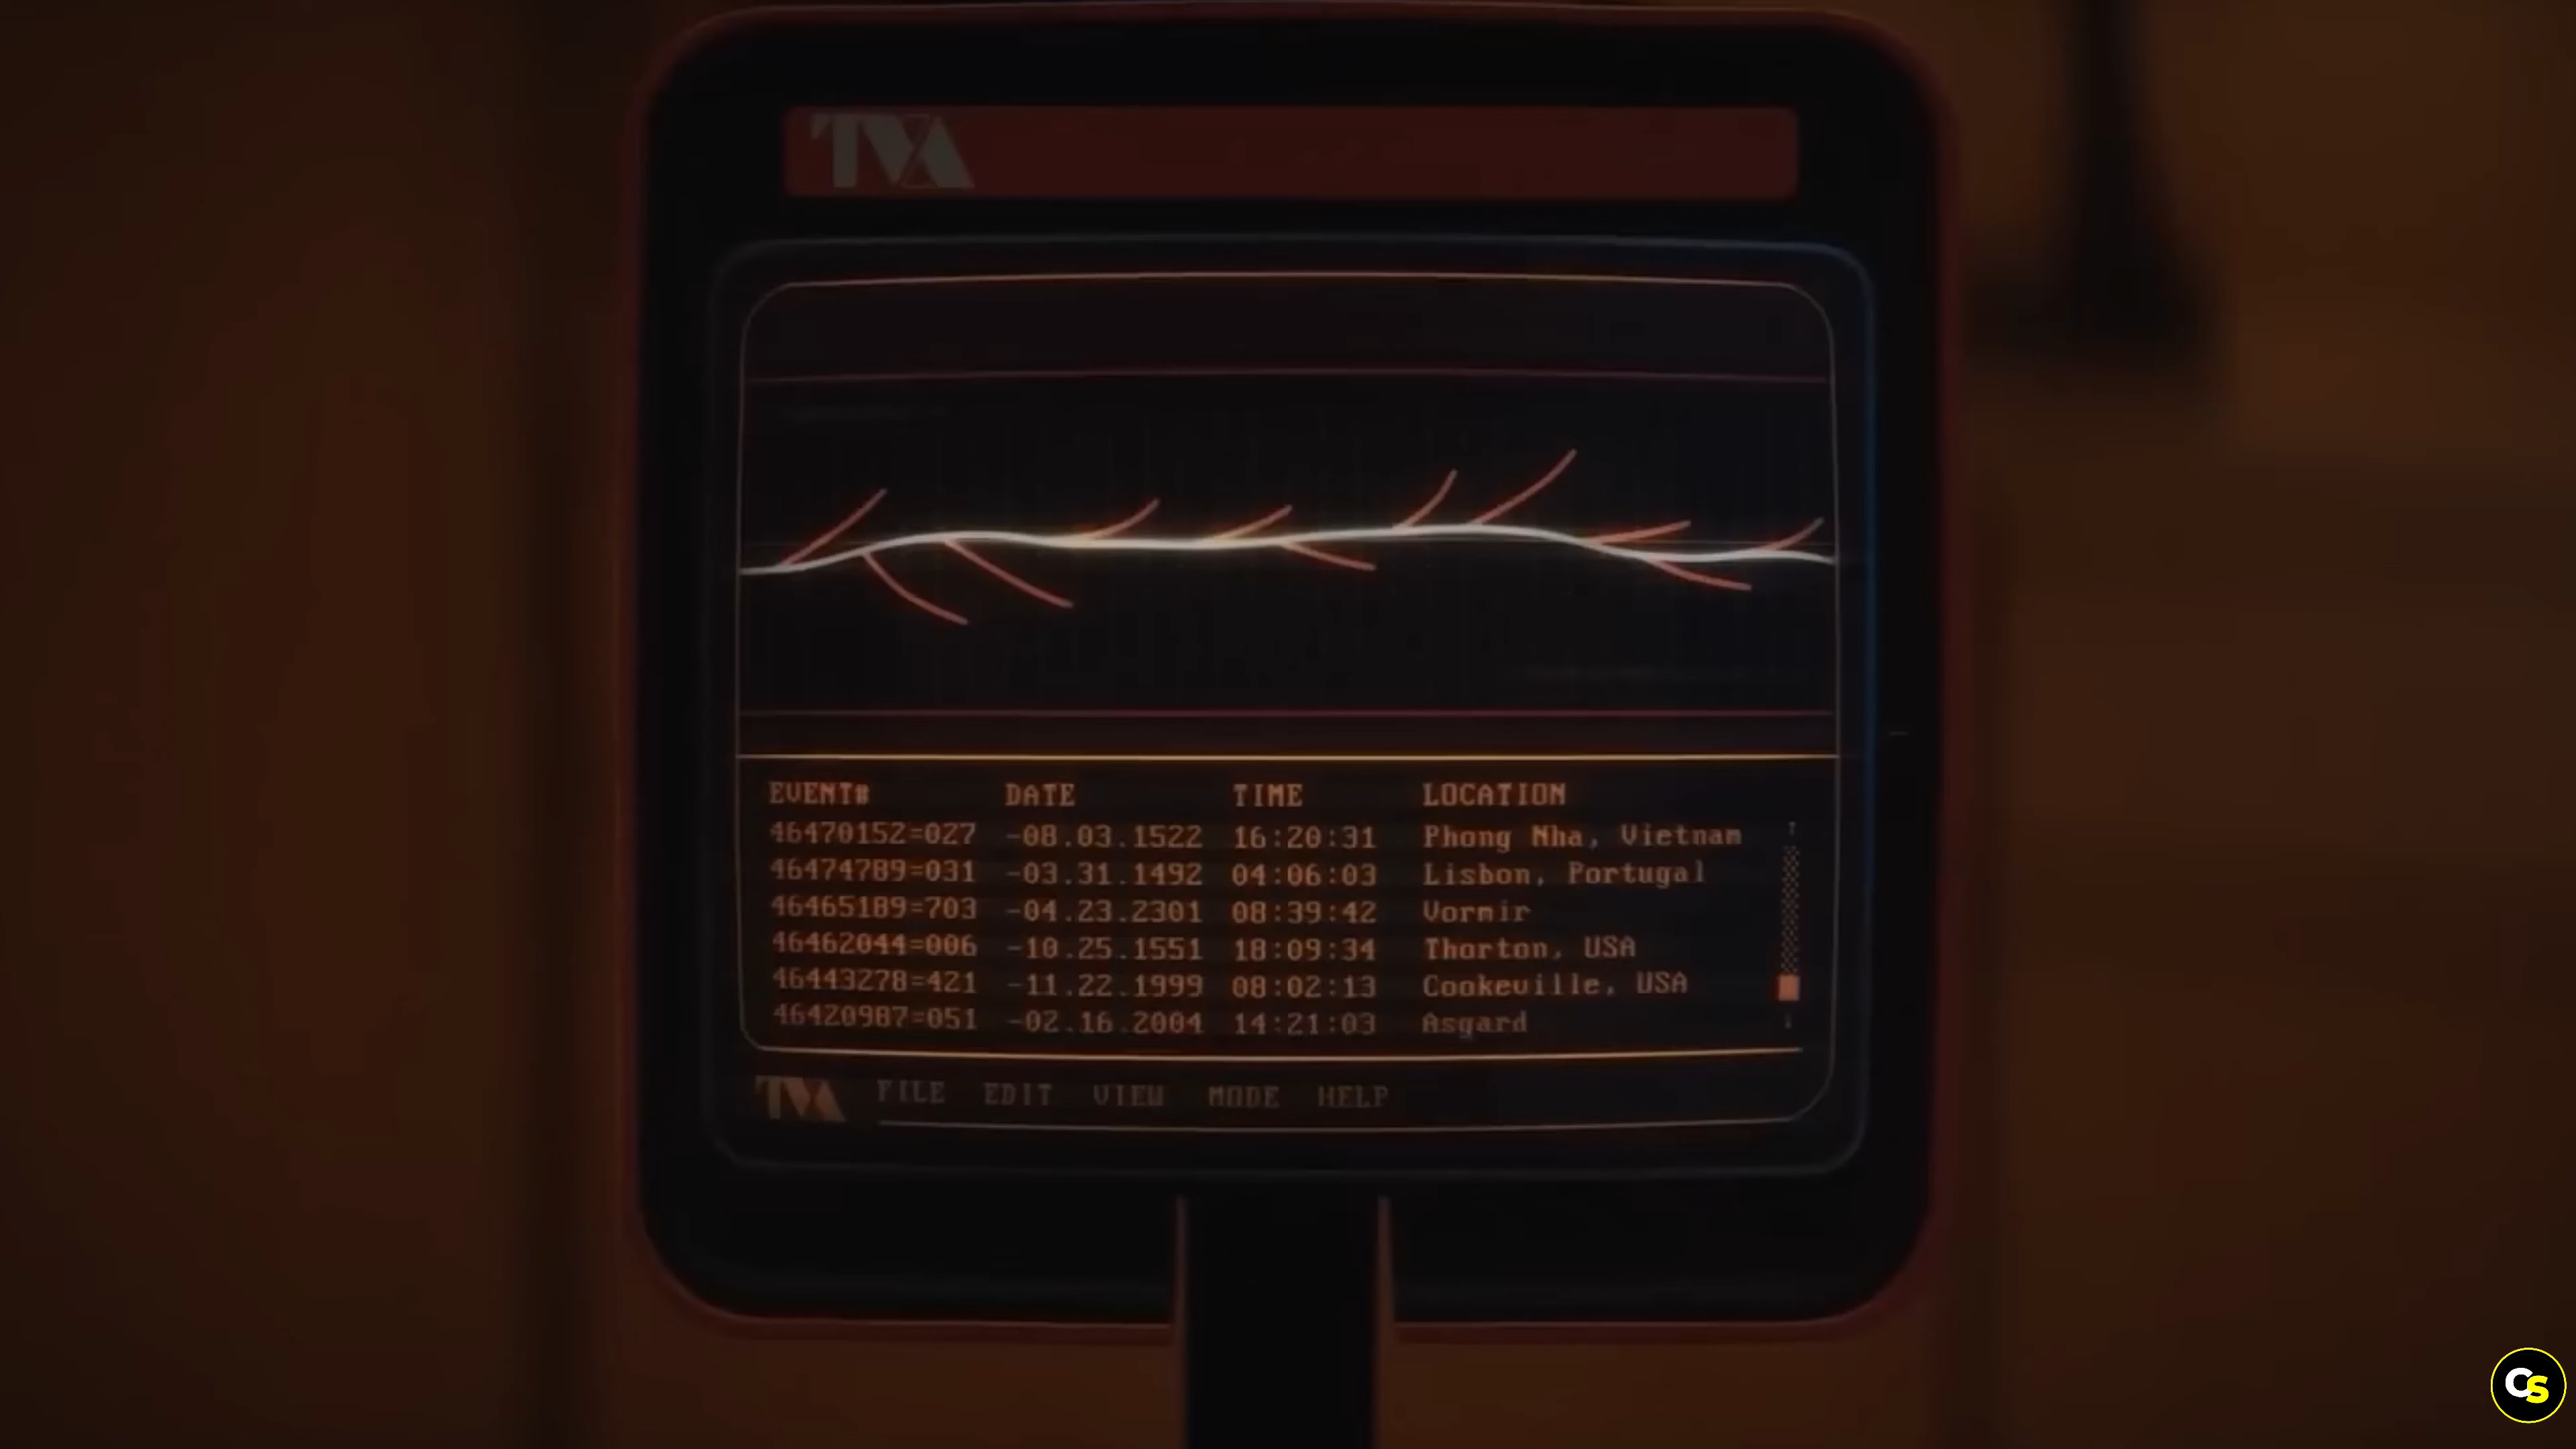 TVA
EVENT# DATE TIME LOCATION
46470152=027 -08.03.1522 16:20:31 Phong Nha, Vietnam
46474789=031 -03.31.1492 04:06:03 Lisbon, Portugal
46465189=703 -04.23.2301 08:39:42 Vormir
46462044=006 -10.25.1551 18:09:34 Thorton, USA
46443278=421 -11.22.1999 08:02:13 Cookeville, USA
46420987=051 -02.16.2004 14:21:03 Asgard
TVA FILE EDIT VIEW MODE HELP
CS